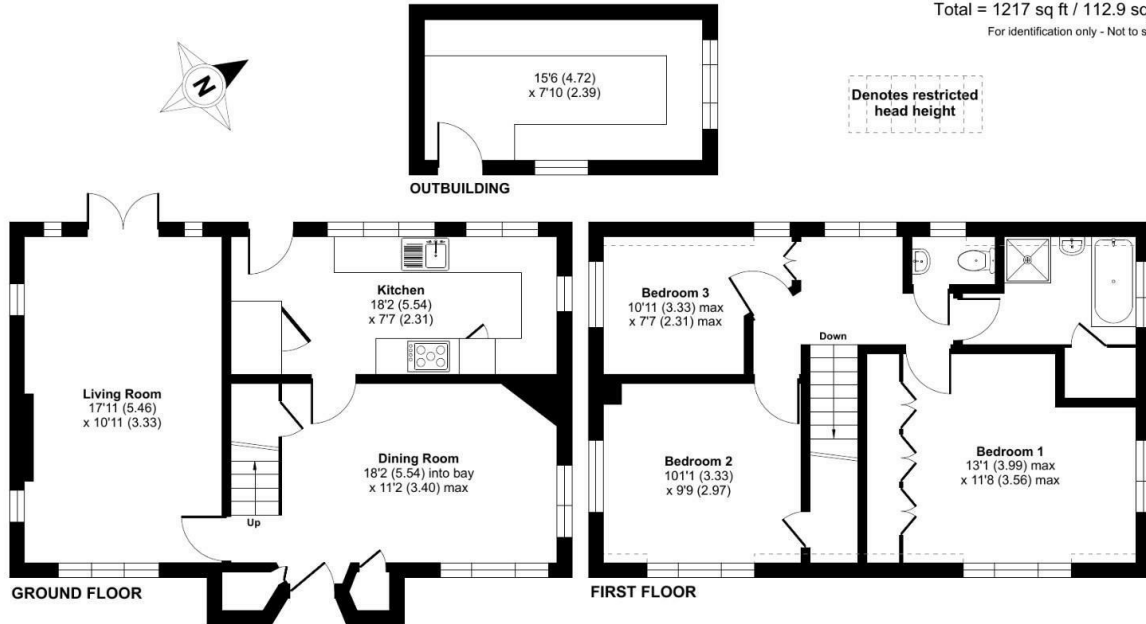 Total = 1217 sq ft / 112.9 sq
For identification only - Not to s
N
15'6 (4.72)
x 7'10 (2.39)
Denotes restricted
head height
OUTBUILDING
Kitchen
18'2 (5.54)
x 7'7 (2.31)
Living Room
17'11 (5.46)
x 10'11 (3.33)
Dining Room
18'2 (5.54) into bay
x 11'2 (3.40) max
Up
GROUND FLOOR
Bedroom 3
10'11 (3.33) max
x 7'7 (2.31) max
Down
Bedroom 2
101'1 (3.33)
x 9'9 (2.97)
Bedroom 1
13'1 (3.99) max
x 11'8 (3.56) max
FIRST FLOOR